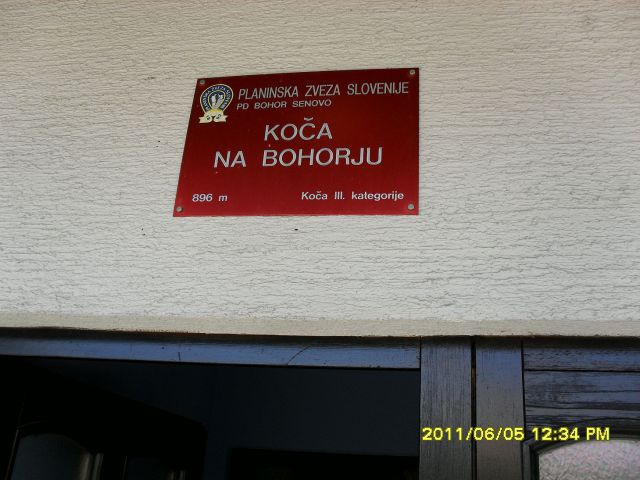 PLANINSKA ZVEZA SLOVENIJE
PD BOHOR SENOVO
KOČA
NA BOHORJU
896 m Koča III. kategorije
2011/06/05 12:34 PM